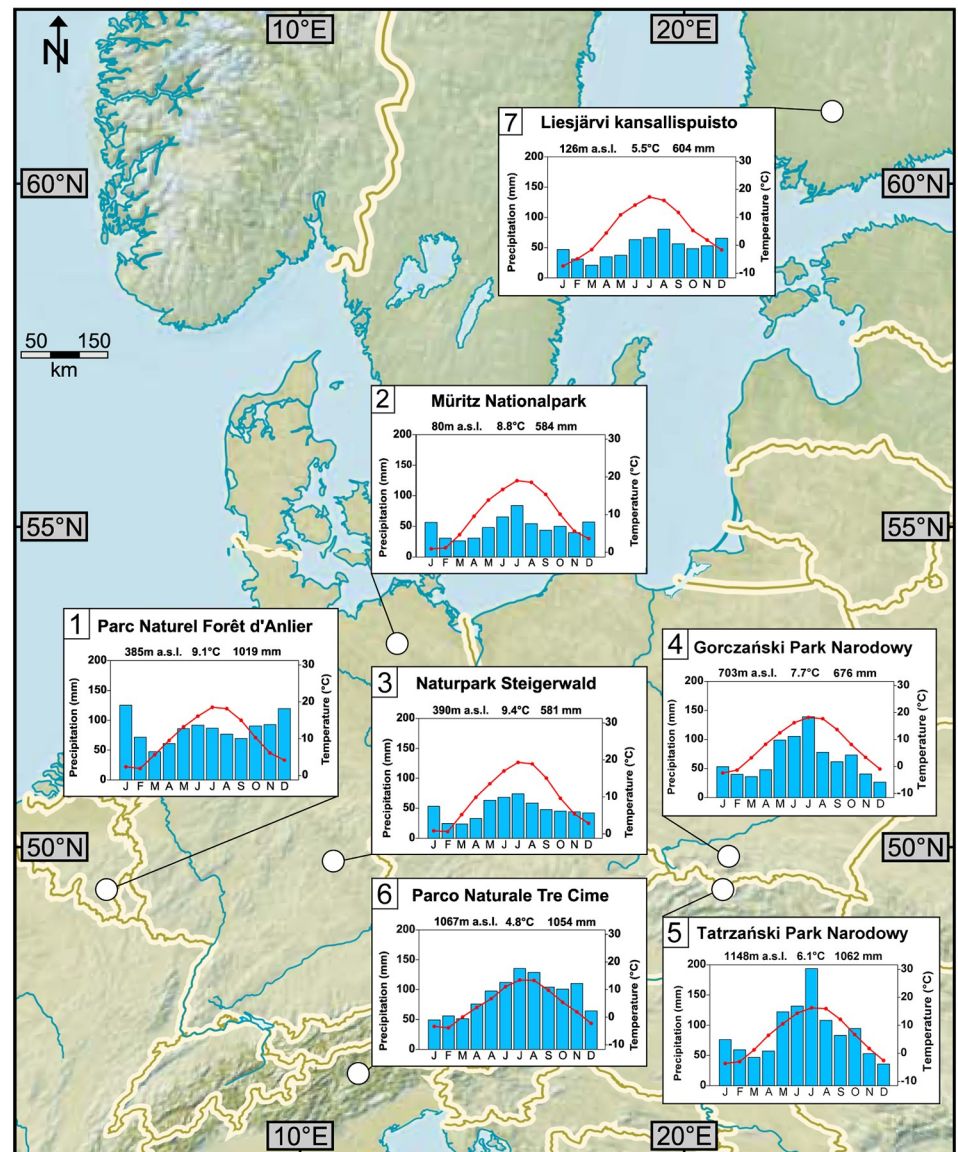 10°E
20°E
N
60°N
60°N
7
Liesjärvi kansallispuisto
126m a.s.l. 5.5°C 604 mm
Precipitation (mm)
200
150
100
50
0
30
20
10
0
-10
Temperature (°C)
J F M A M J J A S O N D
50 150
km
2
Müritz Nationalpark
80m a.s.l. 8.8°C 584 mm
Precipitation (mm)
200
150
100
50
0
30
20
10
0
Temperature (°C)
J F M A M J J A S O N D
55°N
55°N
1
Parc Naturel Forêt d'Anlier
385m a.s.l. 9.1°C 1019 mm
Precipitation (mm)
200
150
100
50
0
30
20
10
0
Temperature (°C)
J F M A M J J A S O N D
4
Gorczański Park Narodowy
703m a.s.l. 7.7°C 676 mm
Precipitation (mm)
200
150
100
50
0
30
20
10
0
-10
Temperature (°C)
J F M A M J J A S O N D
3
Naturpark Steigerwald
390m a.s.l. 9.4°C 581 mm
Precipitation (mm)
200
150
100
50
0
30
20
10
0
Temperature (°C)
J F M A M J J A S O N D
50°N
50°N
6
Parco Naturale Tre Cime
1067m a.s.l. 4.8°C 1054 mm
Precipitation (mm)
200
150
100
50
0
30
20
10
0
-10
Temperature (°C)
J F M A M J J A S O N D
5
Tatrzański Park Narodowy
1148m a.s.l. 6.1°C 1062 mm
Precipitation (mm)
200
150
100
50
0
30
20
10
0
-10
Temperature (°C)
J F M A M J J A S O N D
10°E
20°E